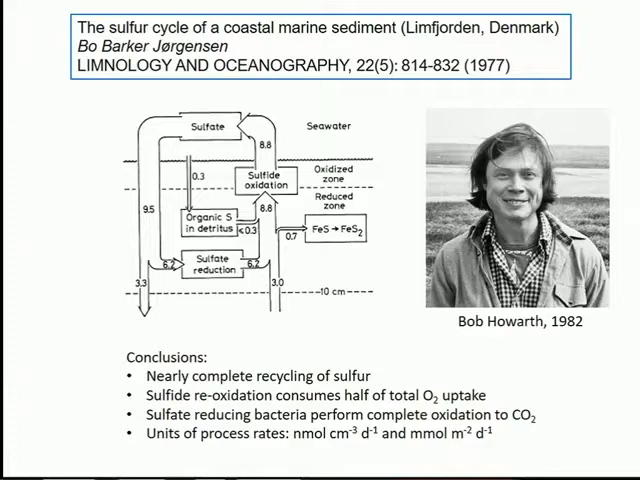 The sulfur cycle of a coastal marine sediment (Limfjorden, Denmark)
Bo Barker Jørgensen
LIMNOLOGY AND OCEANOGRAPHY, 22(5): 814-832 (1977)
Sulfate
Seawater
8.8
0.3
Sulfide
oxidation
Oxidized
zone
Reduced
zone
9.5
Organic S
in detritus
8.8
<0.3
0.7
FeS → FeS2
6.2
Sulfate
reduction
6.2
3.3
3.0
10 cm
Bob Howarth, 1982
Conclusions:
• Nearly complete recycling of sulfur
• Sulfide re-oxidation consumes half of total O2 uptake
• Sulfate reducing bacteria perform complete oxidation to CO2
• Units of process rates: nmol cm-3 d-1 and mmol m-2 d-1